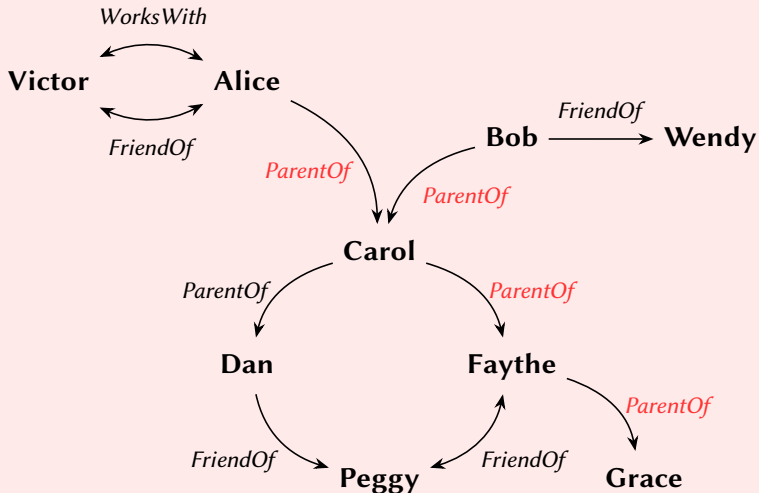 WorksWith
Victor
Alice
FriendOf
Bob
FriendOf
Wendy
ParentOf
ParentOf
Carol
ParentOf
ParentOf
Dan
Faythe
ParentOf
FriendOf
FriendOf
Peggy
Grace